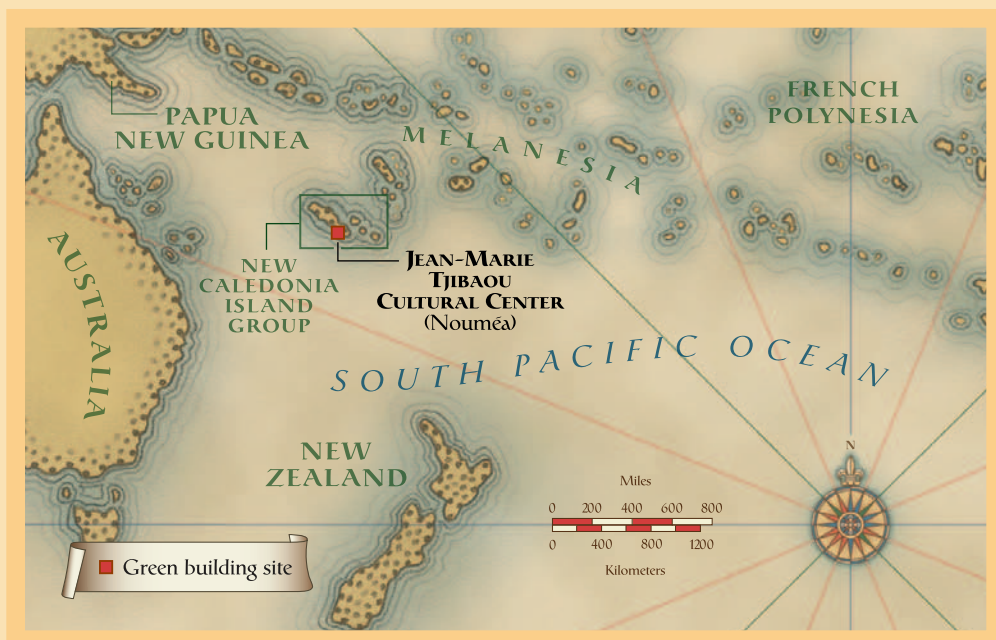 PAPUA
NEW GUINEA
MELANESIA
FRENCH
POLYNESIA
AUSTRALIA
NEW
CALEDONIA
ISLAND
GROUP
JEAN-MARIE
TJIBAOU
CULTURAL CENTER
(Nouméa)
SOUTH PACIFIC OCEAN
NEW
ZEALAND
N
Miles
0 200 400 600 800
0 400 800 1200
Kilometers
Green building site